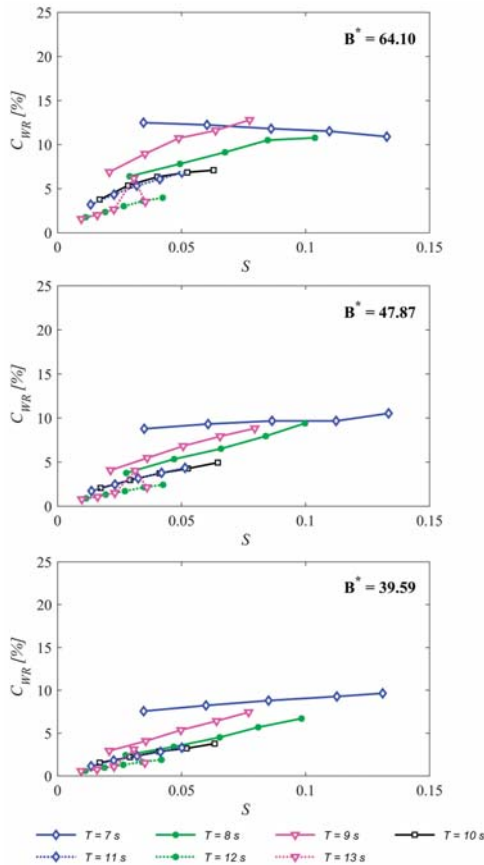 B* = 64.10
25
20
15
10
5
0
C_WR [%]
0 0.05 0.1 0.15
S
B* = 47.87
25
20
15
10
5
0
C_WR [%]
0 0.05 0.1 0.15
S
B* = 39.59
25
20
15
10
5
0
C_WR [%]
0 0.05 0.1 0.15
S
T = 7 s T = 8 s T = 9 s T = 10 s
T = 11 s T = 12 s T = 13 s